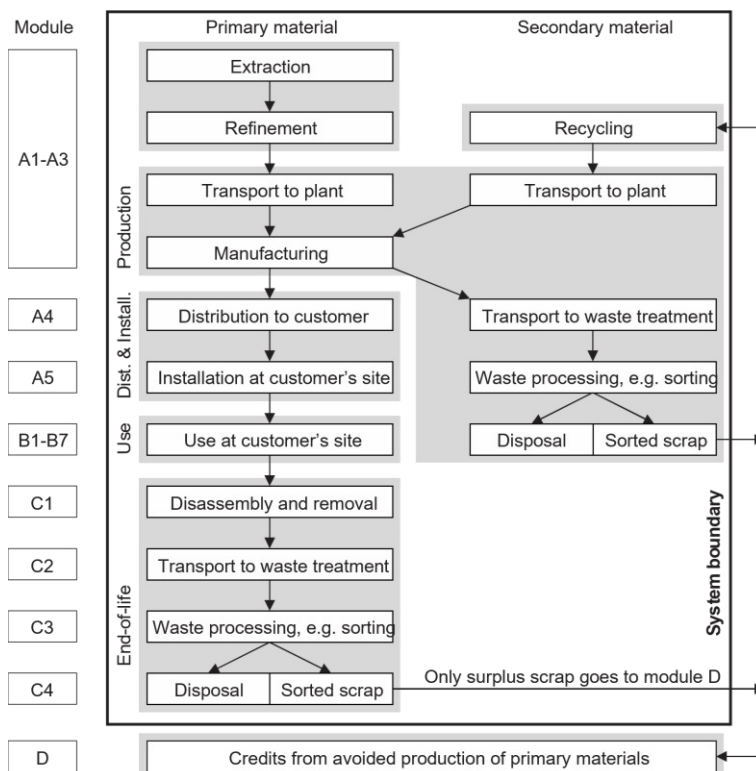 Module
Primary material
Secondary material
A1-A3
Extraction
Refinement
Recycling
Transport to plant
Transport to plant
Manufacturing
Production
A4
Distribution to customer
Transport to waste treatment
A5
Installation at customer's site
Waste processing, e.g. sorting
Dist. & Install.
B1-B7
Use
Use at customer's site
Disposal
Sorted scrap
C1
Disassembly and removal
C2
Transport to waste treatment
C3
Waste processing, e.g. sorting
End-of-life
System boundary
C4
Disposal
Sorted scrap
Only surplus scrap goes to module D
D
Credits from avoided production of primary materials